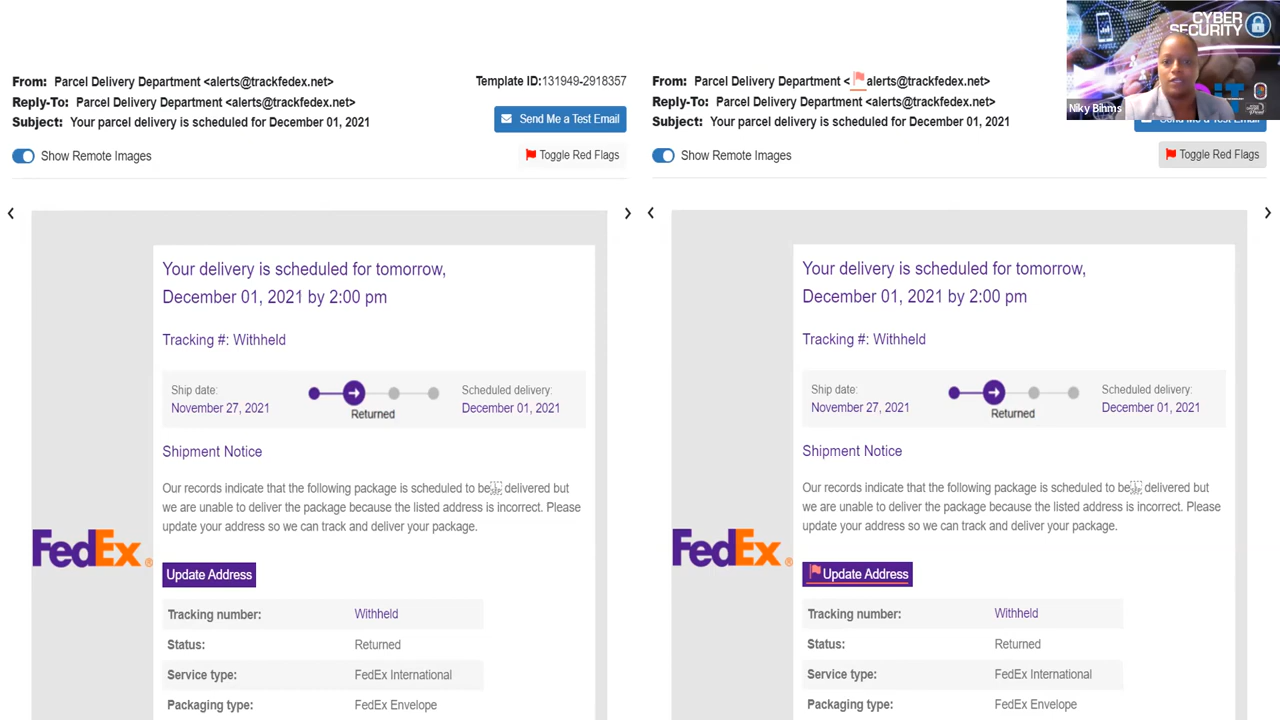 From: Parcel Delivery Department <alerts@trackfedex.net>
Template ID:131949-2918357
Reply-To: Parcel Delivery Department <alerts@trackfedex.net>
Subject: Your parcel delivery is scheduled for December 01, 2021
Send Me a Test Email
Show Remote Images
Toggle Red Flags
Your delivery is scheduled for tomorrow,
December 01, 2021 by 2:00 pm
Tracking #: Withheld
Ship date:
November 27, 2021
Returned
Scheduled delivery:
December 01, 2021
Shipment Notice
Our records indicate that the following package is scheduled to be delivered but
we are unable to deliver the package because the listed address is incorrect. Please
update your address so we can track and deliver your package.
FedEx®
Update Address
Tracking number: Withheld
Status: Returned
Service type: FedEx International
Packaging type: FedEx Envelope
From: Parcel Delivery Department <alerts@trackfedex.net>
Reply-To: Parcel Delivery Department <alerts@trackfedex.net>
Subject: Your parcel delivery is scheduled for December 01, 2021
Send Me a Test Email
Show Remote Images
Toggle Red Flags
Your delivery is scheduled for tomorrow,
December 01, 2021 by 2:00 pm
Tracking #: Withheld
Ship date:
November 27, 2021
Returned
Scheduled delivery:
December 01, 2021
Shipment Notice
Our records indicate that the following package is scheduled to be delivered but
we are unable to deliver the package because the listed address is incorrect. Please
update your address so we can track and deliver your package.
FedEx®
Update Address
Tracking number: Withheld
Status: Returned
Service type: FedEx International
Packaging type: FedEx Envelope
CYBER
SECURITY
Niky Bihms